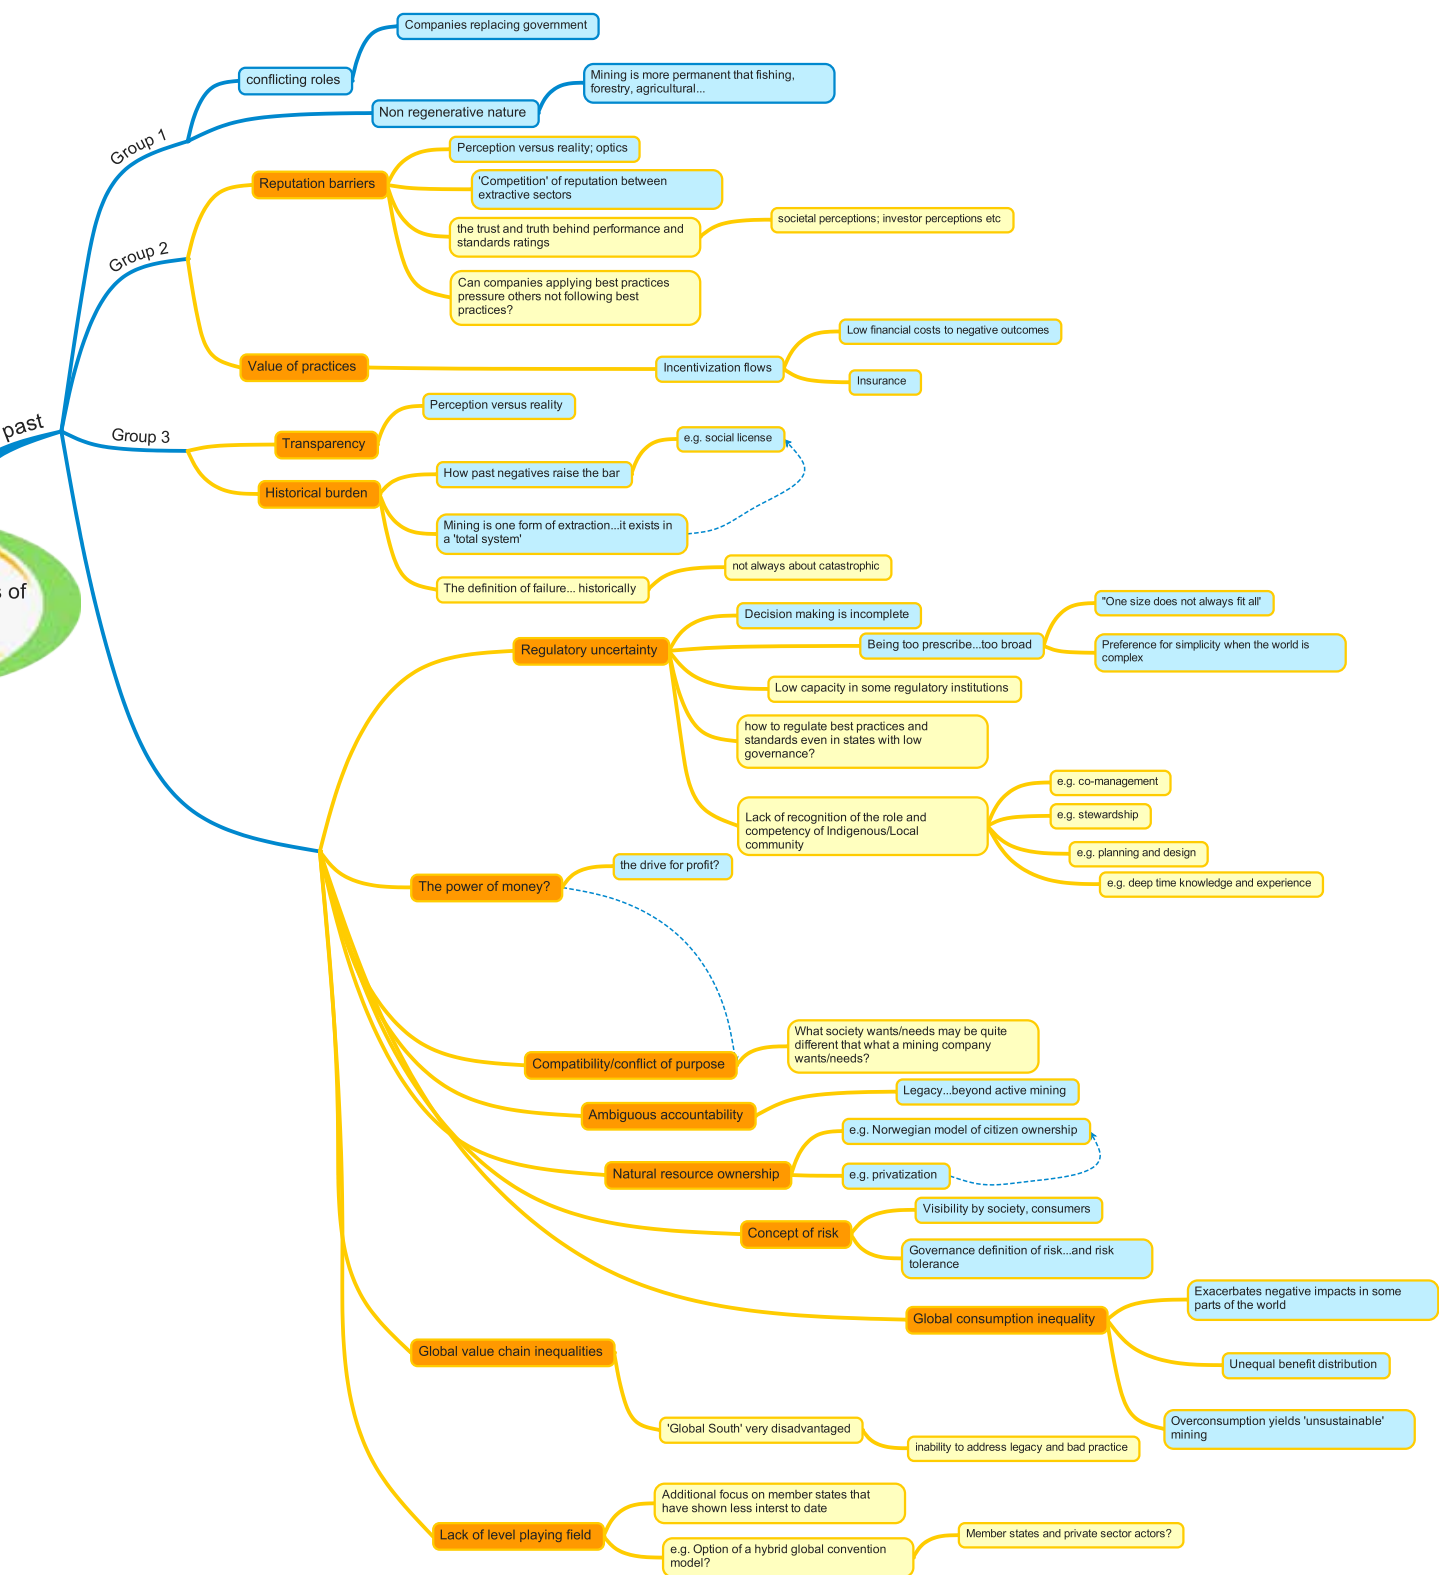 Companies replacing government
conflicting roles
Mining is more permanent that fishing,
forestry, agricultural...
Non regenerative nature
Group 1
Perception versus reality; optics
Reputation barriers
'Competition' of reputation between
extractive sectors
the trust and truth behind performance and
standards ratings
societal perceptions; investor perceptions etc
Group 2
Can companies applying best practices
pressure others not following best
practices?
Low financial costs to negative outcomes
Value of practices
Incentivization flows
Insurance
past
Group 3
Perception versus reality
Transparency
e.g. social license
How past negatives raise the bar
Historical burden
Mining is one form of extraction...it exists in
a 'total system'
not always about catastrophic
The definition of failure... historically
s of
Decision making is incomplete
"One size does not always fit all'
Regulatory uncertainty
Being too prescribe...too broad
Preference for simplicity when the world is
complex
Low capacity in some regulatory institutions
how to regulate best practices and
standards even in states with low
governance?
e.g. co-management
Lack of recognition of the role and
competency of Indigenous/Local
community
e.g. stewardship
e.g. planning and design
e.g. deep time knowledge and experience
the drive for profit?
The power of money?
What society wants/needs may be quite
different that what a mining company
wants/needs?
Compatibility/conflict of purpose
Legacy...beyond active mining
Ambiguous accountability
e.g. Norwegian model of citizen ownership
Natural resource ownership
e.g. privatization
Visibility by society, consumers
Concept of risk
Governance definition of risk...and risk
tolerance
Exacerbates negative impacts in some
parts of the world
Global consumption inequality
Unequal benefit distribution
Overconsumption yields 'unsustainable'
mining
Global value chain inequalities
'Global South' very disadvantaged
inability to address legacy and bad practice
Additional focus on member states that
have shown less interst to date
Lack of level playing field
e.g. Option of a hybrid global convention
model?
Member states and private sector actors?